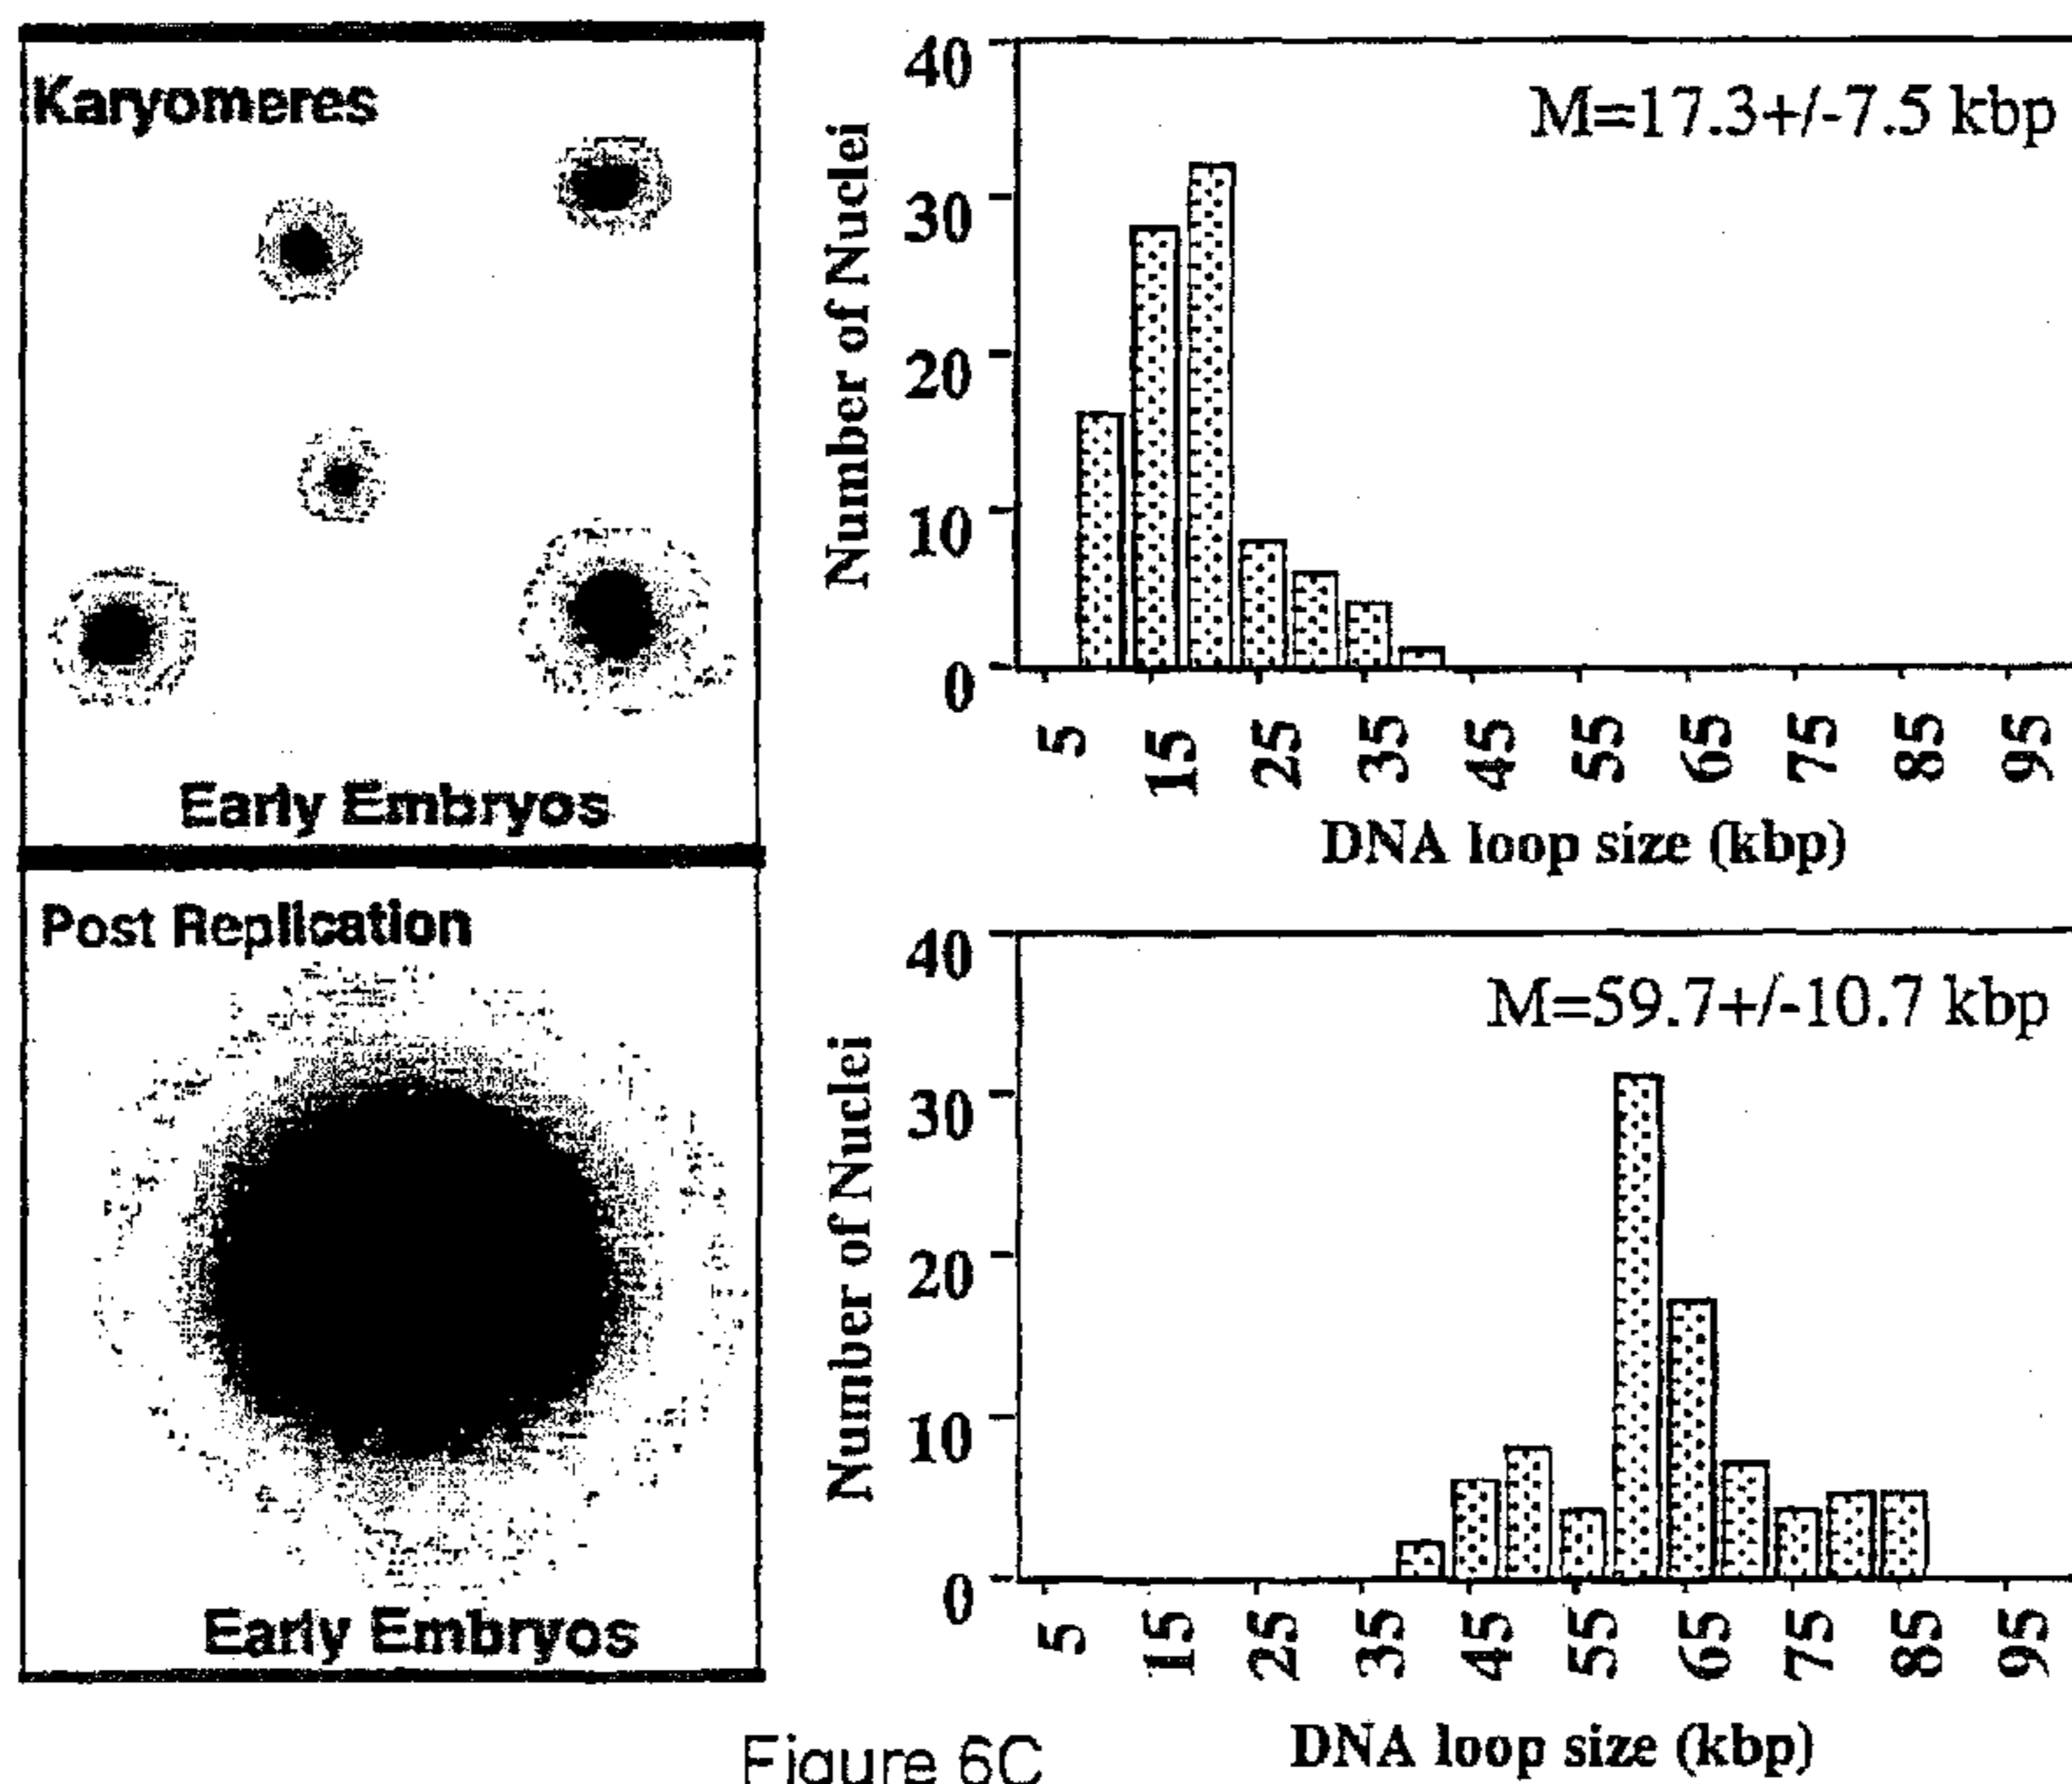 Karyomeres
Early Embryos
40
30
20
10
0
Number of Nuclei
M=17.3+/-7.5 kbp
5 15 25 35 45 55 65 75 85 95
DNA loop size (kbp)
Post Replication
Early Embryos
40
30
20
10
0
Number of Nuclei
M=59.7+/-10.7 kbp
5 15 25 35 45 55 65 75 85 95
DNA loop size (kbp)
Figure 6C